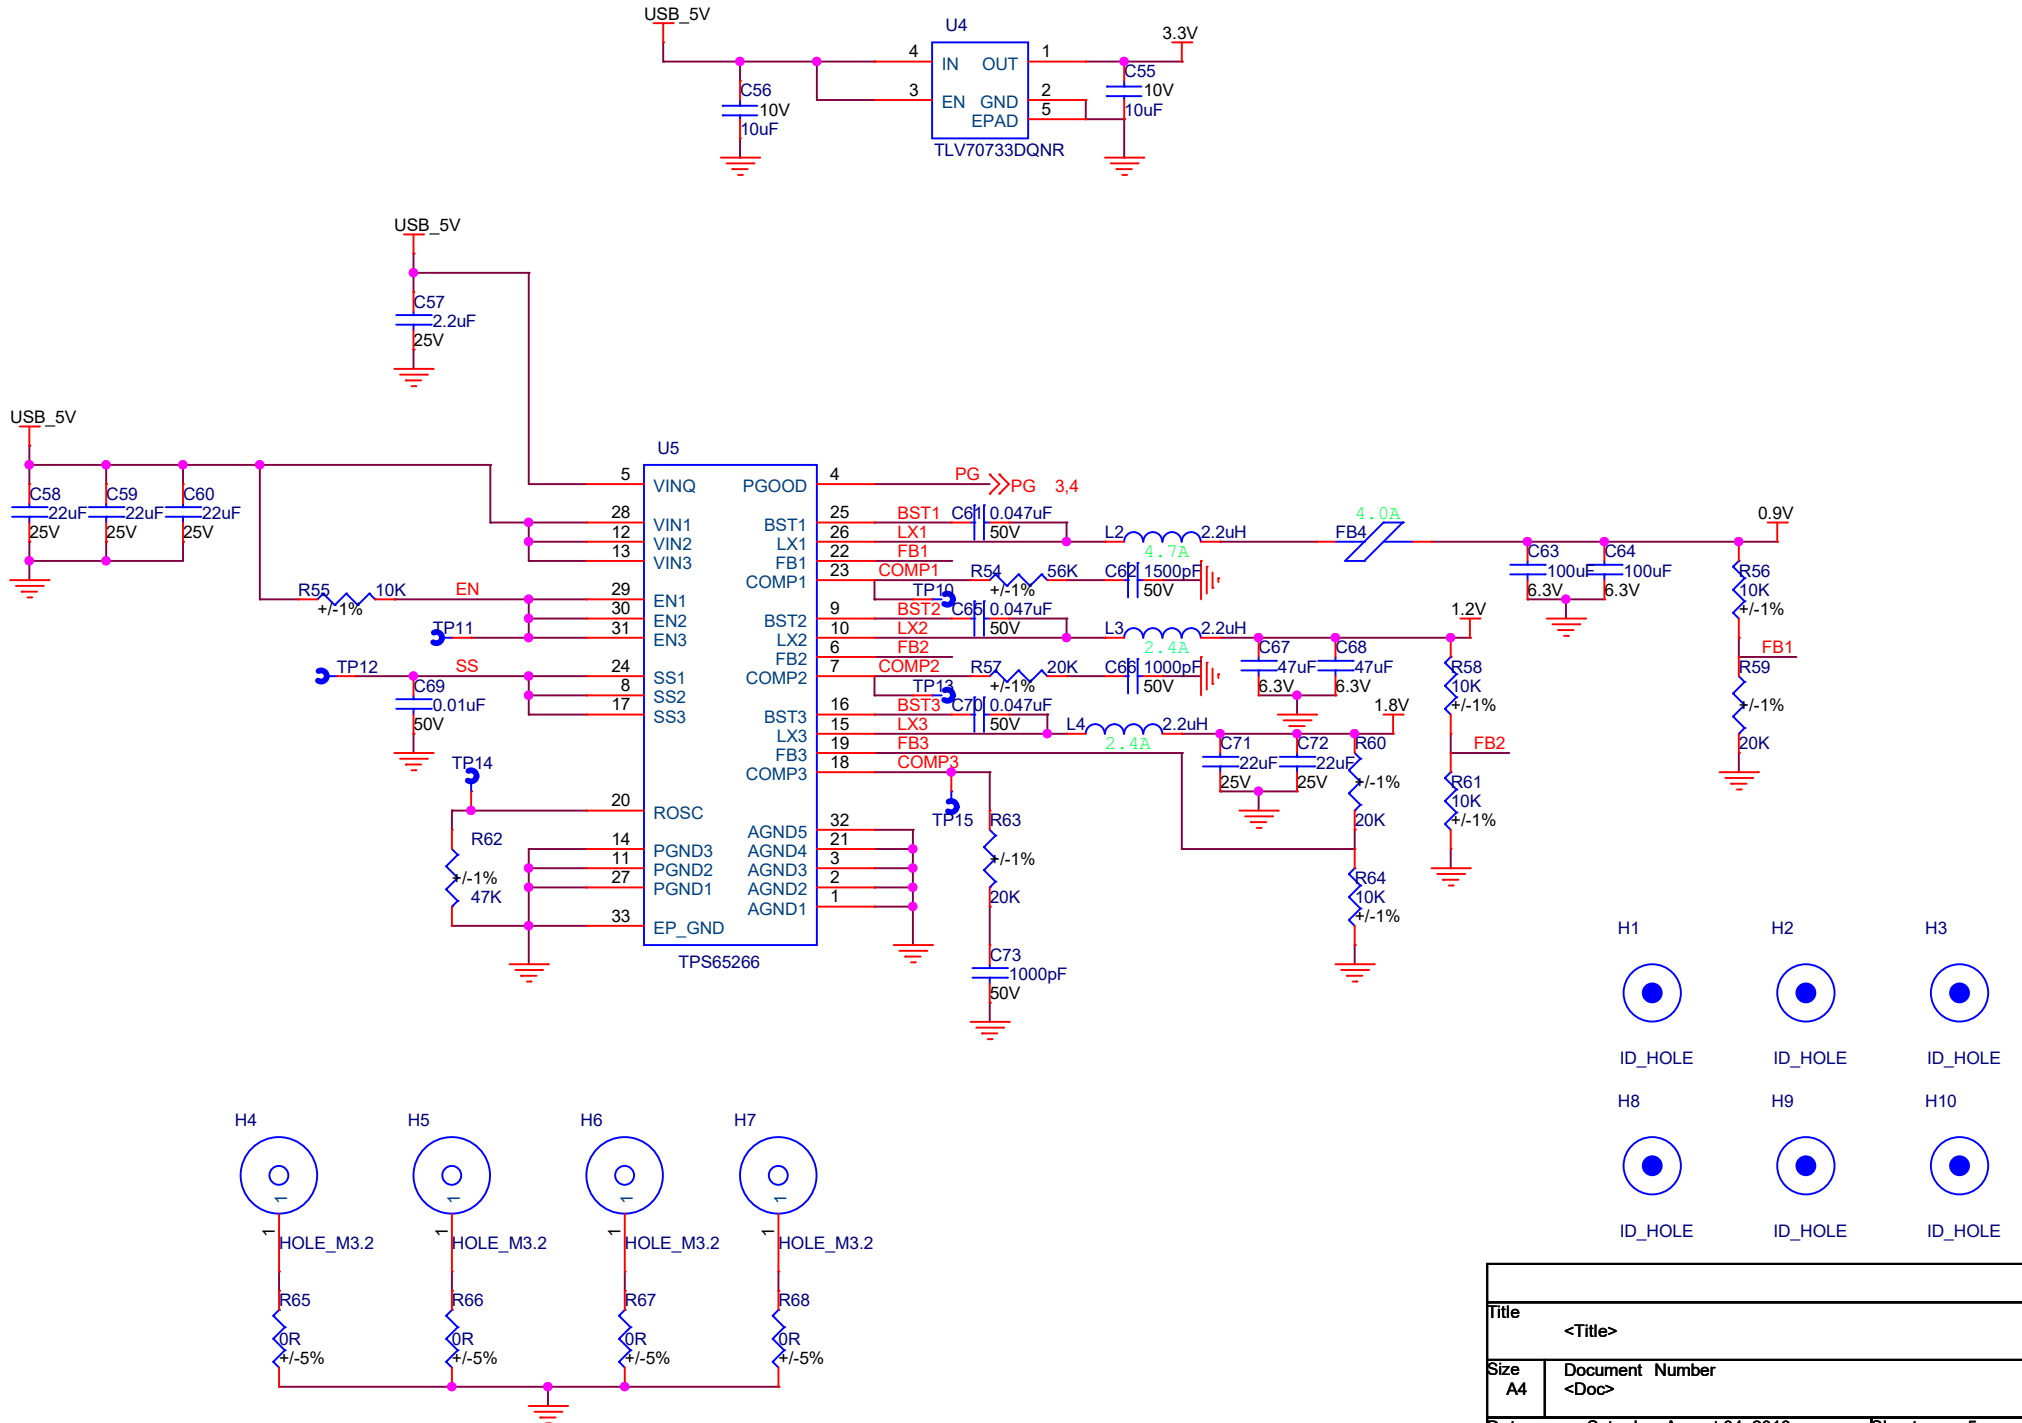 USB_5V
U4
3.3V
4 IN OUT 1
3 EN GND 2
EPAD 5
TLV70733DQNR
C56
10V
10uF
C55
10V
10uF
USB_5V
C57
2.2uF
25V
USB_5V
C58
22uF
25V
C59
22uF
25V
C60
22uF
25V
R55 10K
+/-1%
EN
TP11
TP12
SS
C69
0.01uF
50V
TP14
R62
+/-1%
47K
U5
5 VINQ
28 VIN1
12 VIN2
13 VIN3
29 EN1
30 EN2
31 EN3
24 SS1
8 SS2
17 SS3
20 ROSC
14 PGND3
11 PGND2
27 PGND1
33 EP_GND
PGOOD 4
BST1 25
LX1 26
FB1 22
COMP1 23
BST2 9
LX2 10
FB2 6
COMP2 7
BST3 16
LX3 15
FB3 19
COMP3 18
AGND5 32
AGND4 21
AGND3 3
AGND2 2
AGND1 1
TPS65266
PG PG 3,4
BST1 C61 0.047uF
50V
LX1
FB1
COMP1
R54 56K
+/-1%
C62 1500pF
50V
TP10
L2 2.2uH
4.7A
4.0A
FB4
0.9V
C63
100uF
6.3V
C64
100uF
6.3V
R56
10K
+/-1%
FB1
R59
+/-1%
20K
BST2 C65 0.047uF
50V
LX2
FB2
COMP2
R57 20K
+/-1%
C66 1000pF
50V
TP13
L3 2.2uH
2.4A
1.2V
C67
47uF
6.3V
C68
47uF
6.3V
R58
10K
+/-1%
FB2
R61
10K
+/-1%
BST3 C70 0.047uF
50V
LX3
FB3
COMP3
L4 2.2uH
2.4A
1.8V
C71
22uF
25V
C72
22uF
25V
R60
+/-1%
20K
R64
10K
+/-1%
TP15
R63
+/-1%
20K
C73
1000pF
50V
H1 H2 H3
ID_HOLE ID_HOLE ID_HOLE
H8 H9 H10
ID_HOLE ID_HOLE ID_HOLE
H4 H5 H6 H7
1 1 1 1
1 1 1 1
HOLE_M3.2 HOLE_M3.2 HOLE_M3.2 HOLE_M3.2
R65 R66 R67 R68
0R 0R 0R 0R
+/-5% +/-5% +/-5% +/-5%
Title
<Title>
Size Document Number
A4 <Doc>